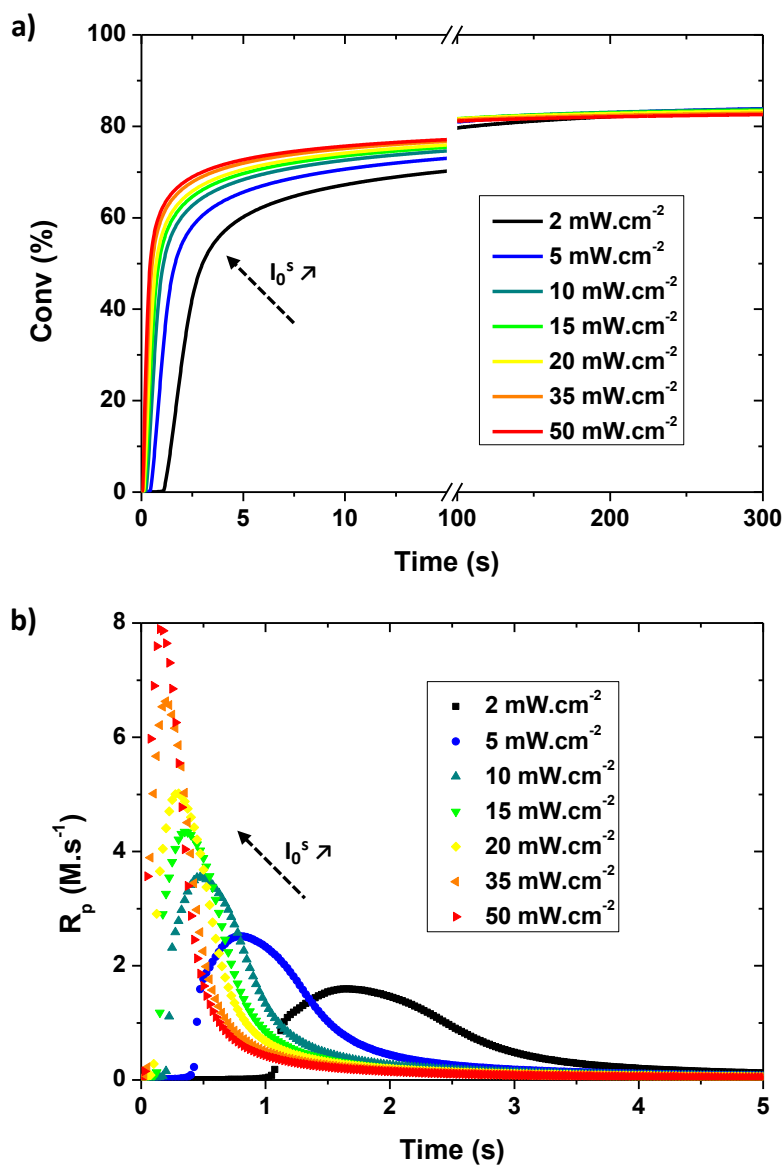 a)
100
80
60
40
20
0
Conv (%)
I₀ˢ ↗
2 mW.cm⁻²
5 mW.cm⁻²
10 mW.cm⁻²
15 mW.cm⁻²
20 mW.cm⁻²
35 mW.cm⁻²
50 mW.cm⁻²
0 5 10 100 200 300
Time (s)
b)
8
6
4
2
0
Rₚ (M.s⁻¹)
I₀ˢ ↗
2 mW.cm⁻²
5 mW.cm⁻²
10 mW.cm⁻²
15 mW.cm⁻²
20 mW.cm⁻²
35 mW.cm⁻²
50 mW.cm⁻²
0 1 2 3 4 5
Time (s)